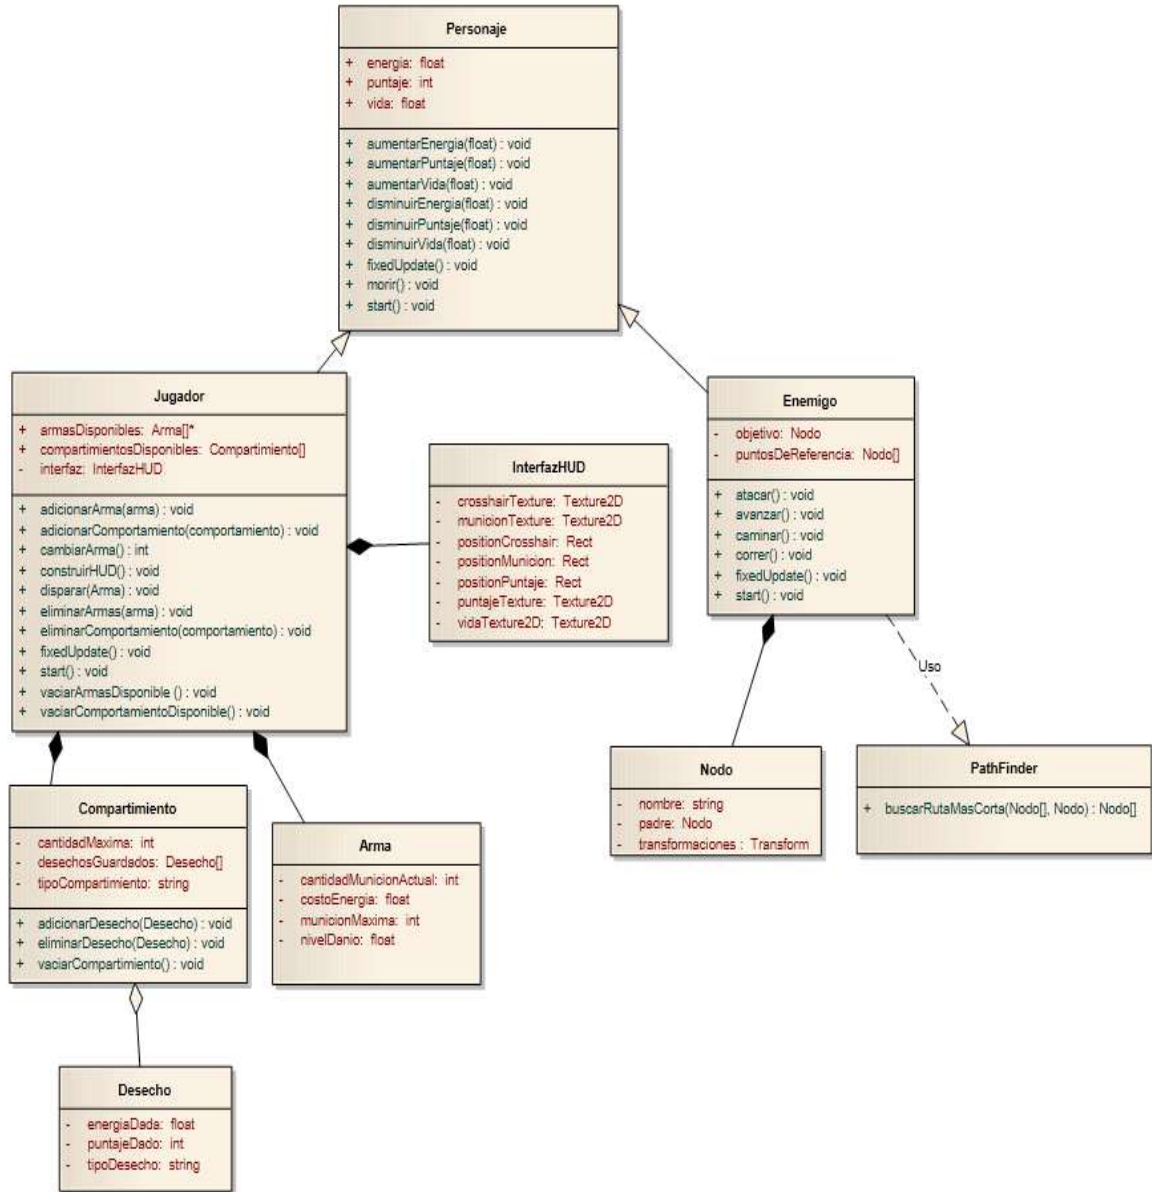 Personaje
+ energia: float
+ puntaje: int
+ vida: float
+ aumentarEnergia(float) : void
+ aumentarPuntaje(float) : void
+ aumentarVida(float) : void
+ disminuirEnergia(float) : void
+ disminuirPuntaje(float) : void
+ disminuirVida(float) : void
+ fixedUpdate() : void
+ morir() : void
+ start() : void
Jugador
+ armasDisponibles: Arma[]*
+ compartimientosDisponibles: Compartimiento[]
- interfaz: InterfazHUD
+ adicionarArma(arma) : void
+ adicionarComportamiento(comportamiento) : void
+ cambiarArma() : int
+ construirHUD() : void
+ disparar(Arma) : void
+ eliminarArmas(arma) : void
+ eliminarComportamiento(comportamiento) : void
+ fixedUpdate() : void
+ start() : void
+ vaciarArmasDisponible () : void
+ vaciarComportamientoDisponible() : void
InterfazHUD
- crosshairTexture: Texture2D
- municionTexture: Texture2D
- positionCrosshair: Rect
- positionMunicion: Rect
- positionPuntaje: Rect
- puntajeTexture: Texture2D
- vidaTexture2D: Texture2D
Enemigo
- objetivo: Nodo
- puntosDeReferencia: Nodo[]
+ atacar() : void
+ avanzar() : void
+ caminar() : void
+ correr() : void
+ fixedUpdate() : void
+ start() : void
Uso
Nodo
- nombre: string
- padre: Nodo
- transformaciones : Transform
PathFinder
+ buscarRutaMasCorta(Nodo[], Nodo) : Nodo[]
Compartimiento
- cantidadMaxima: int
- desechosGuardados: Desecho[]
- tipoCompartimiento: string
+ adicionarDesecho(Desecho) : void
+ eliminarDesecho(Desecho) : void
+ vaciarCompartimiento() : void
Arma
- cantidadMunicionActual: int
- costoEnergia: float
- municionMaxima: int
- nivelDanio: float
Desecho
- energiaDada: float
- puntajeDado: int
- tipoDesecho: string